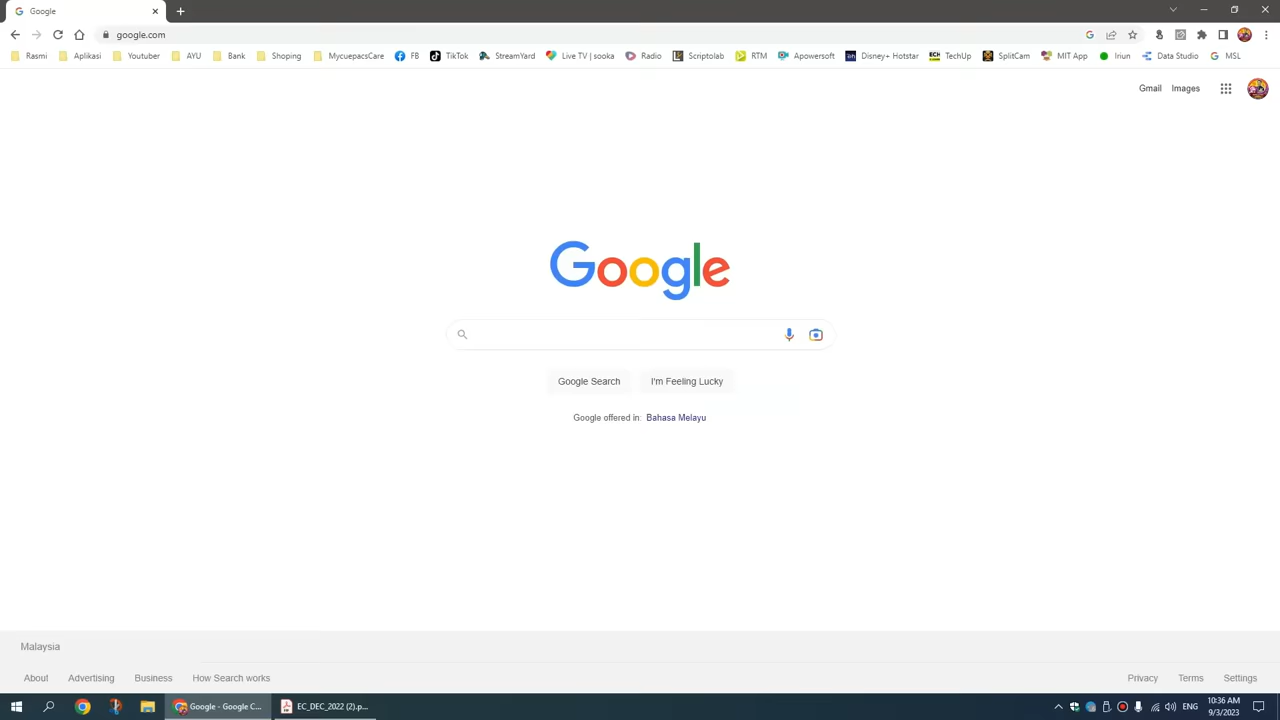 Google
google.com
Rasmi Aplikasi Youtuber AYU Bank Shoping MycuepacsCare FB TikTok StreamYard Live TV | sooka Radio Scriptolab RTM Apowersoft Disney+ Hotstar TechUp SplitCam MIT App Iriun Data Studio MSL
Gmail Images
Google
Google Search I'm Feeling Lucky
Google offered in: Bahasa Melayu
Malaysia
About Advertising Business How Search works Privacy Terms Settings
Google - Google C... EC_DEC_2022 (2).p... ENG 10:36 AM
9/3/2023